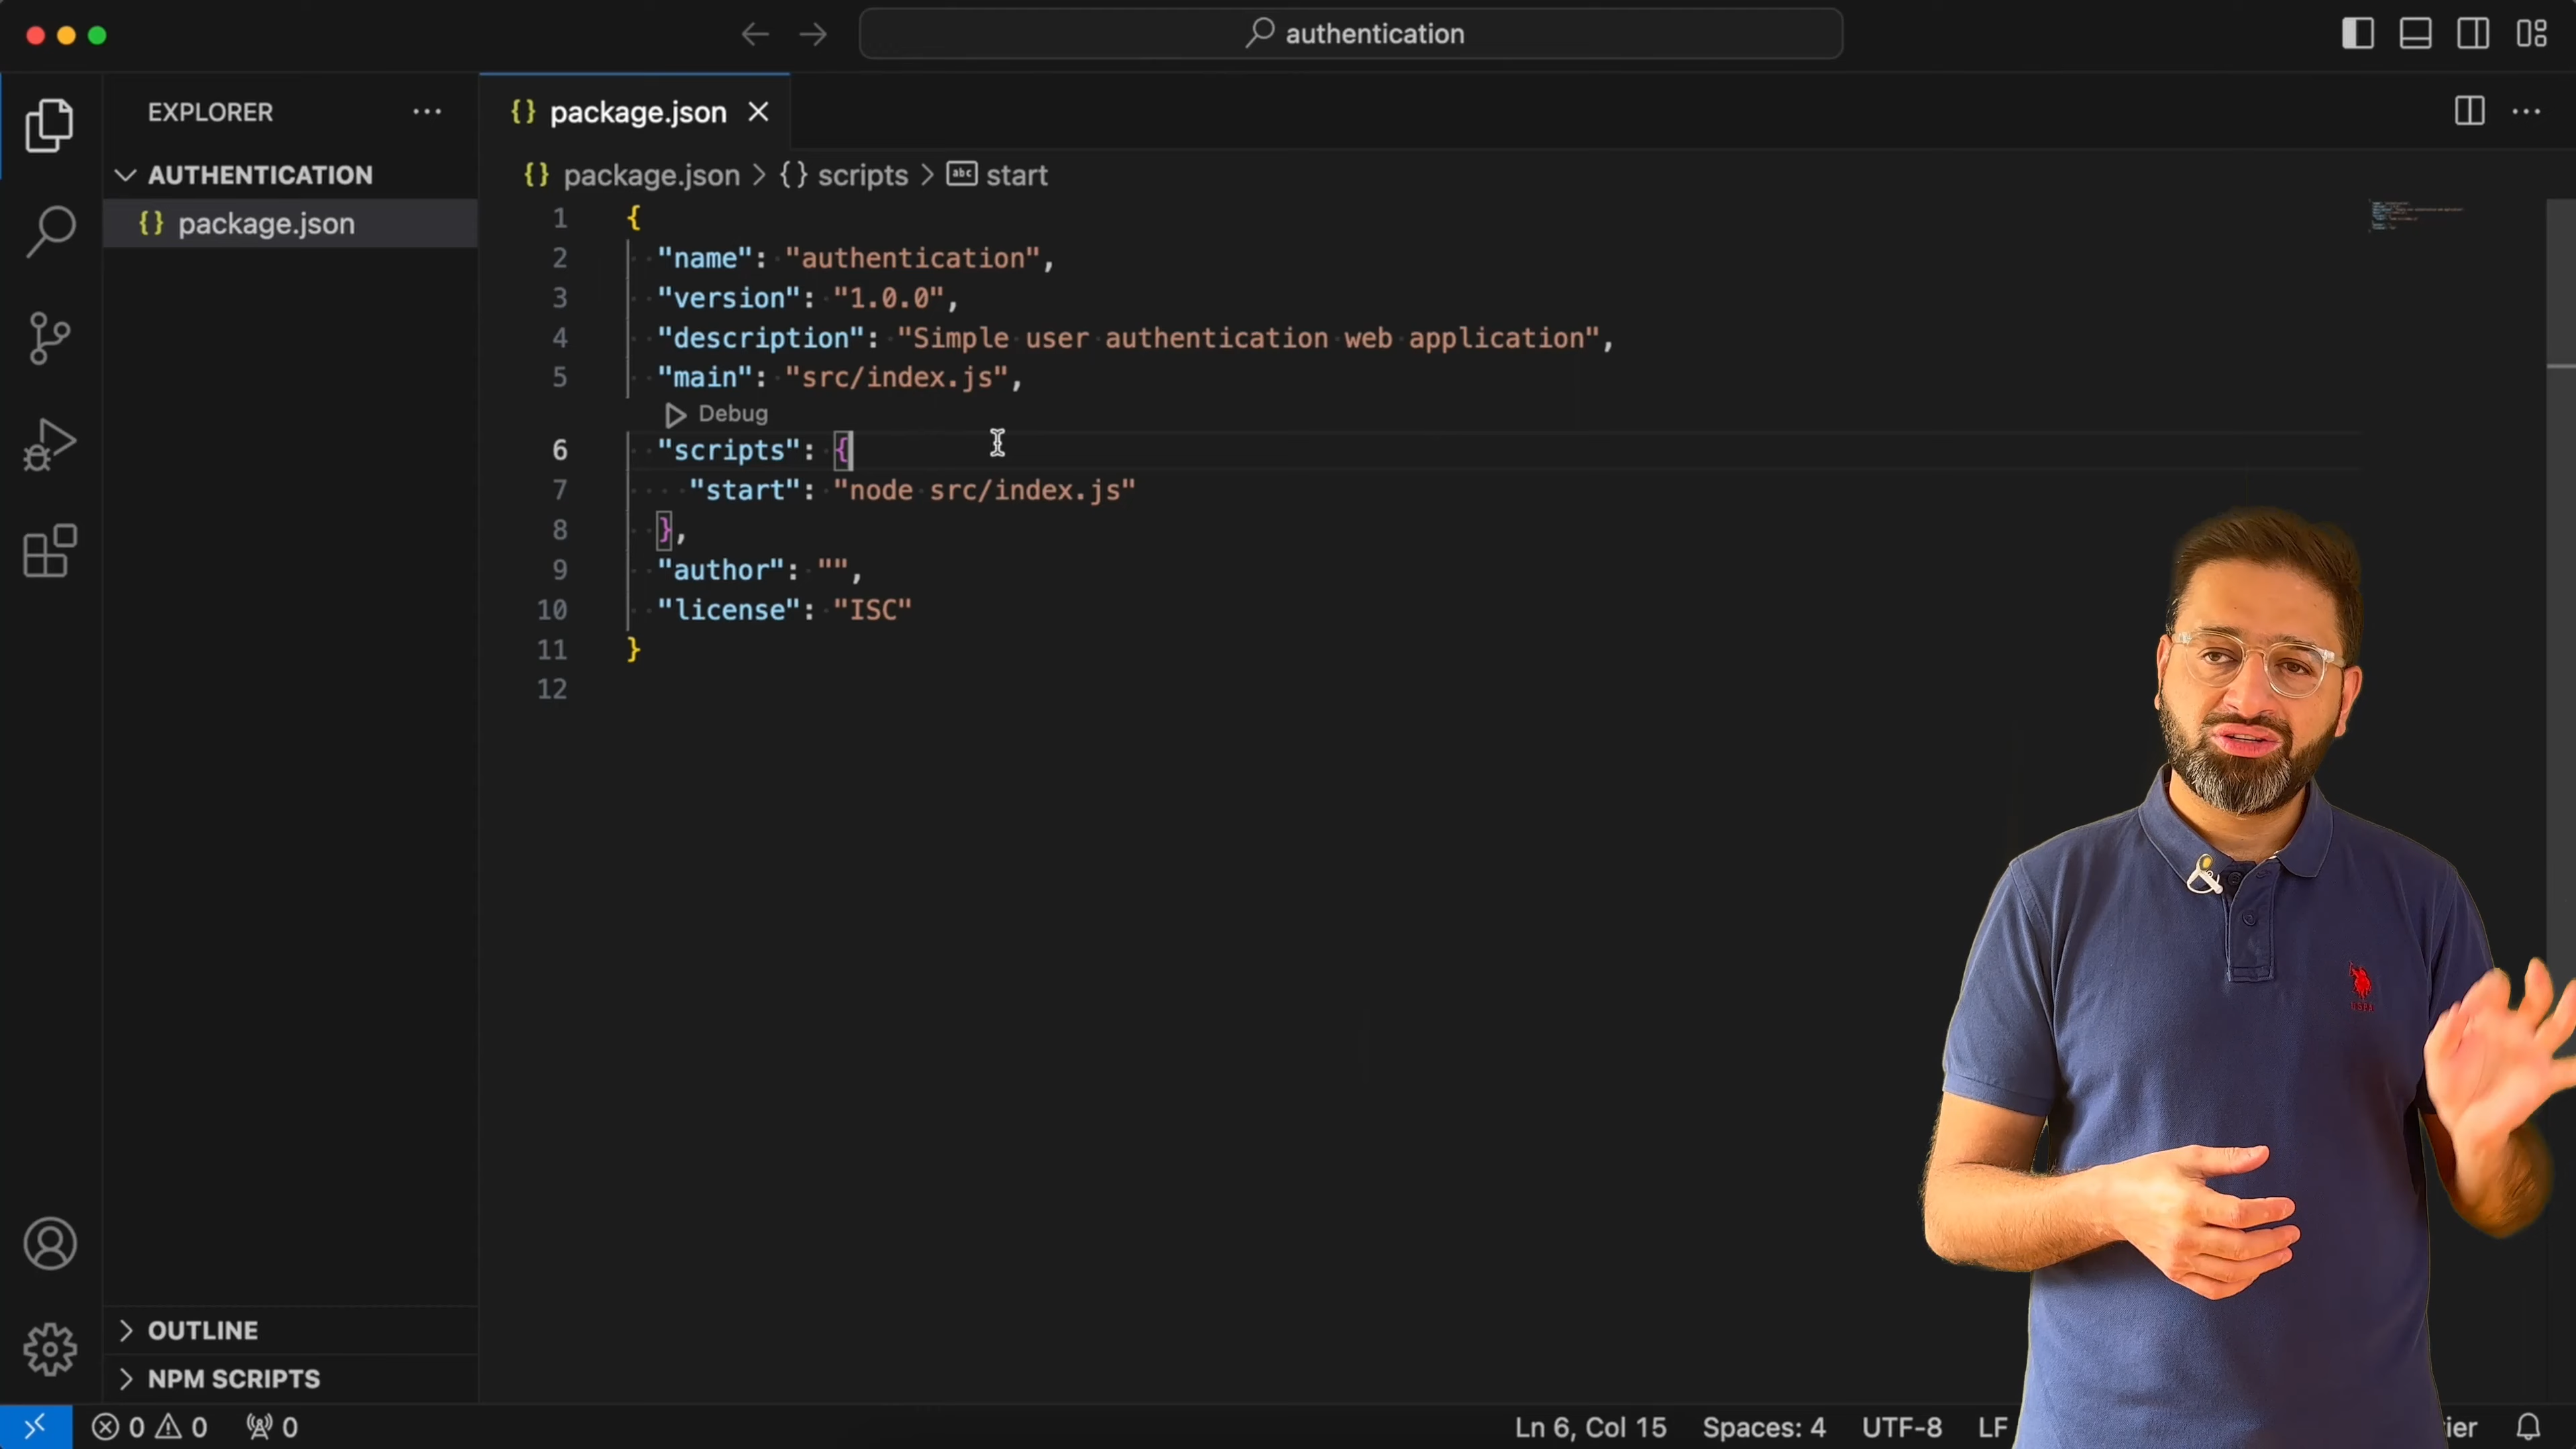 authentication
EXPLORER
AUTHENTICATION
{} package.json
{} package.json
{} package.json > {} scripts > abc start
1 {
2 "name": "authentication",
3 "version": "1.0.0",
4 "description": "Simple user authentication web application",
5 "main": "src/index.js",
Debug
6 "scripts": {
7 "start": "node src/index.js"
8 },
9 "author": "",
10 "license": "ISC"
11 }
12
OUTLINE
NPM SCRIPTS
0 0 0
Ln 6, Col 15 Spaces: 4 UTF-8 LF